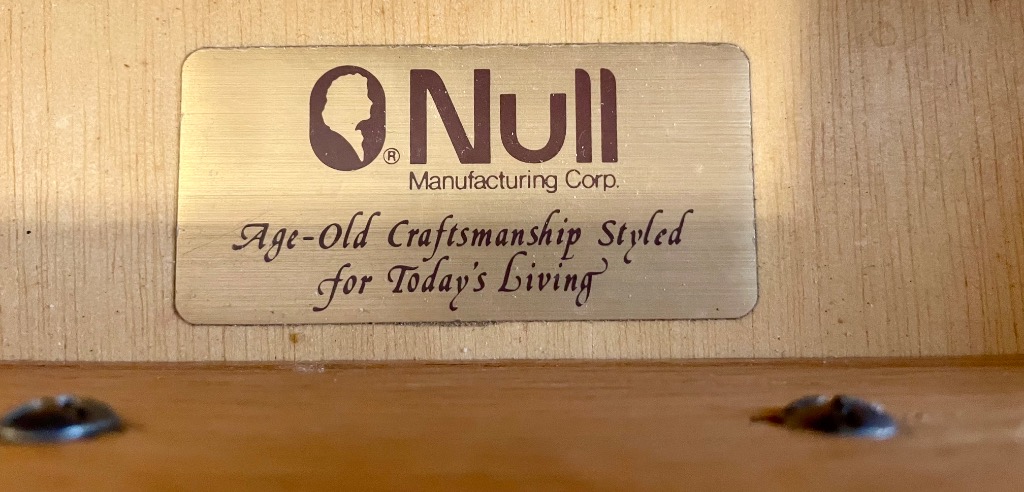 ® Null
Manufacturing Corp.
Age-Old Craftsmanship Styled
for Today's Living